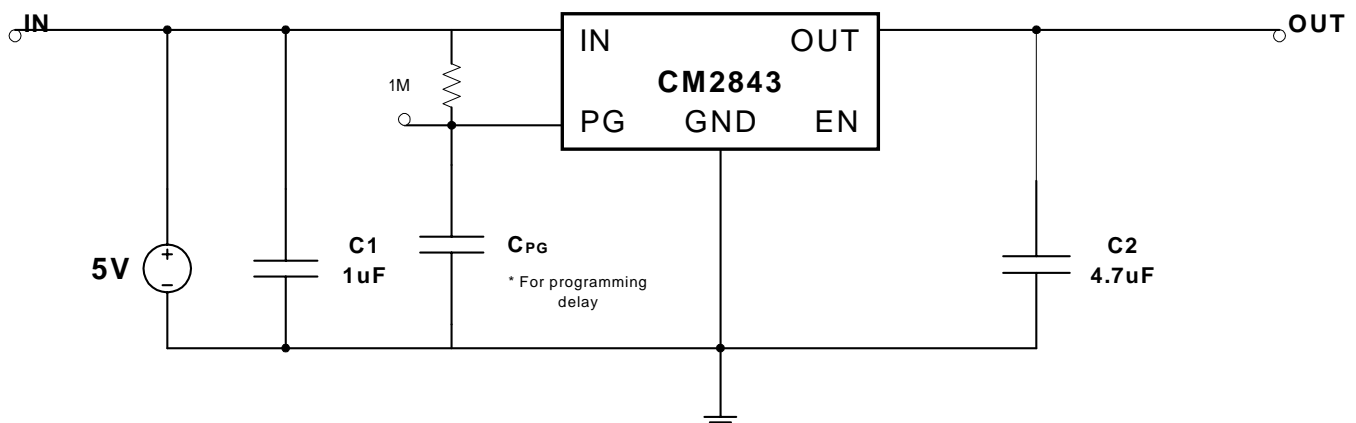 IN
OUT
IN OUT
CM2843
PG GND EN
1M
5V
+
–
C1
1uF
CPG
* For programming
delay
C2
4.7uF